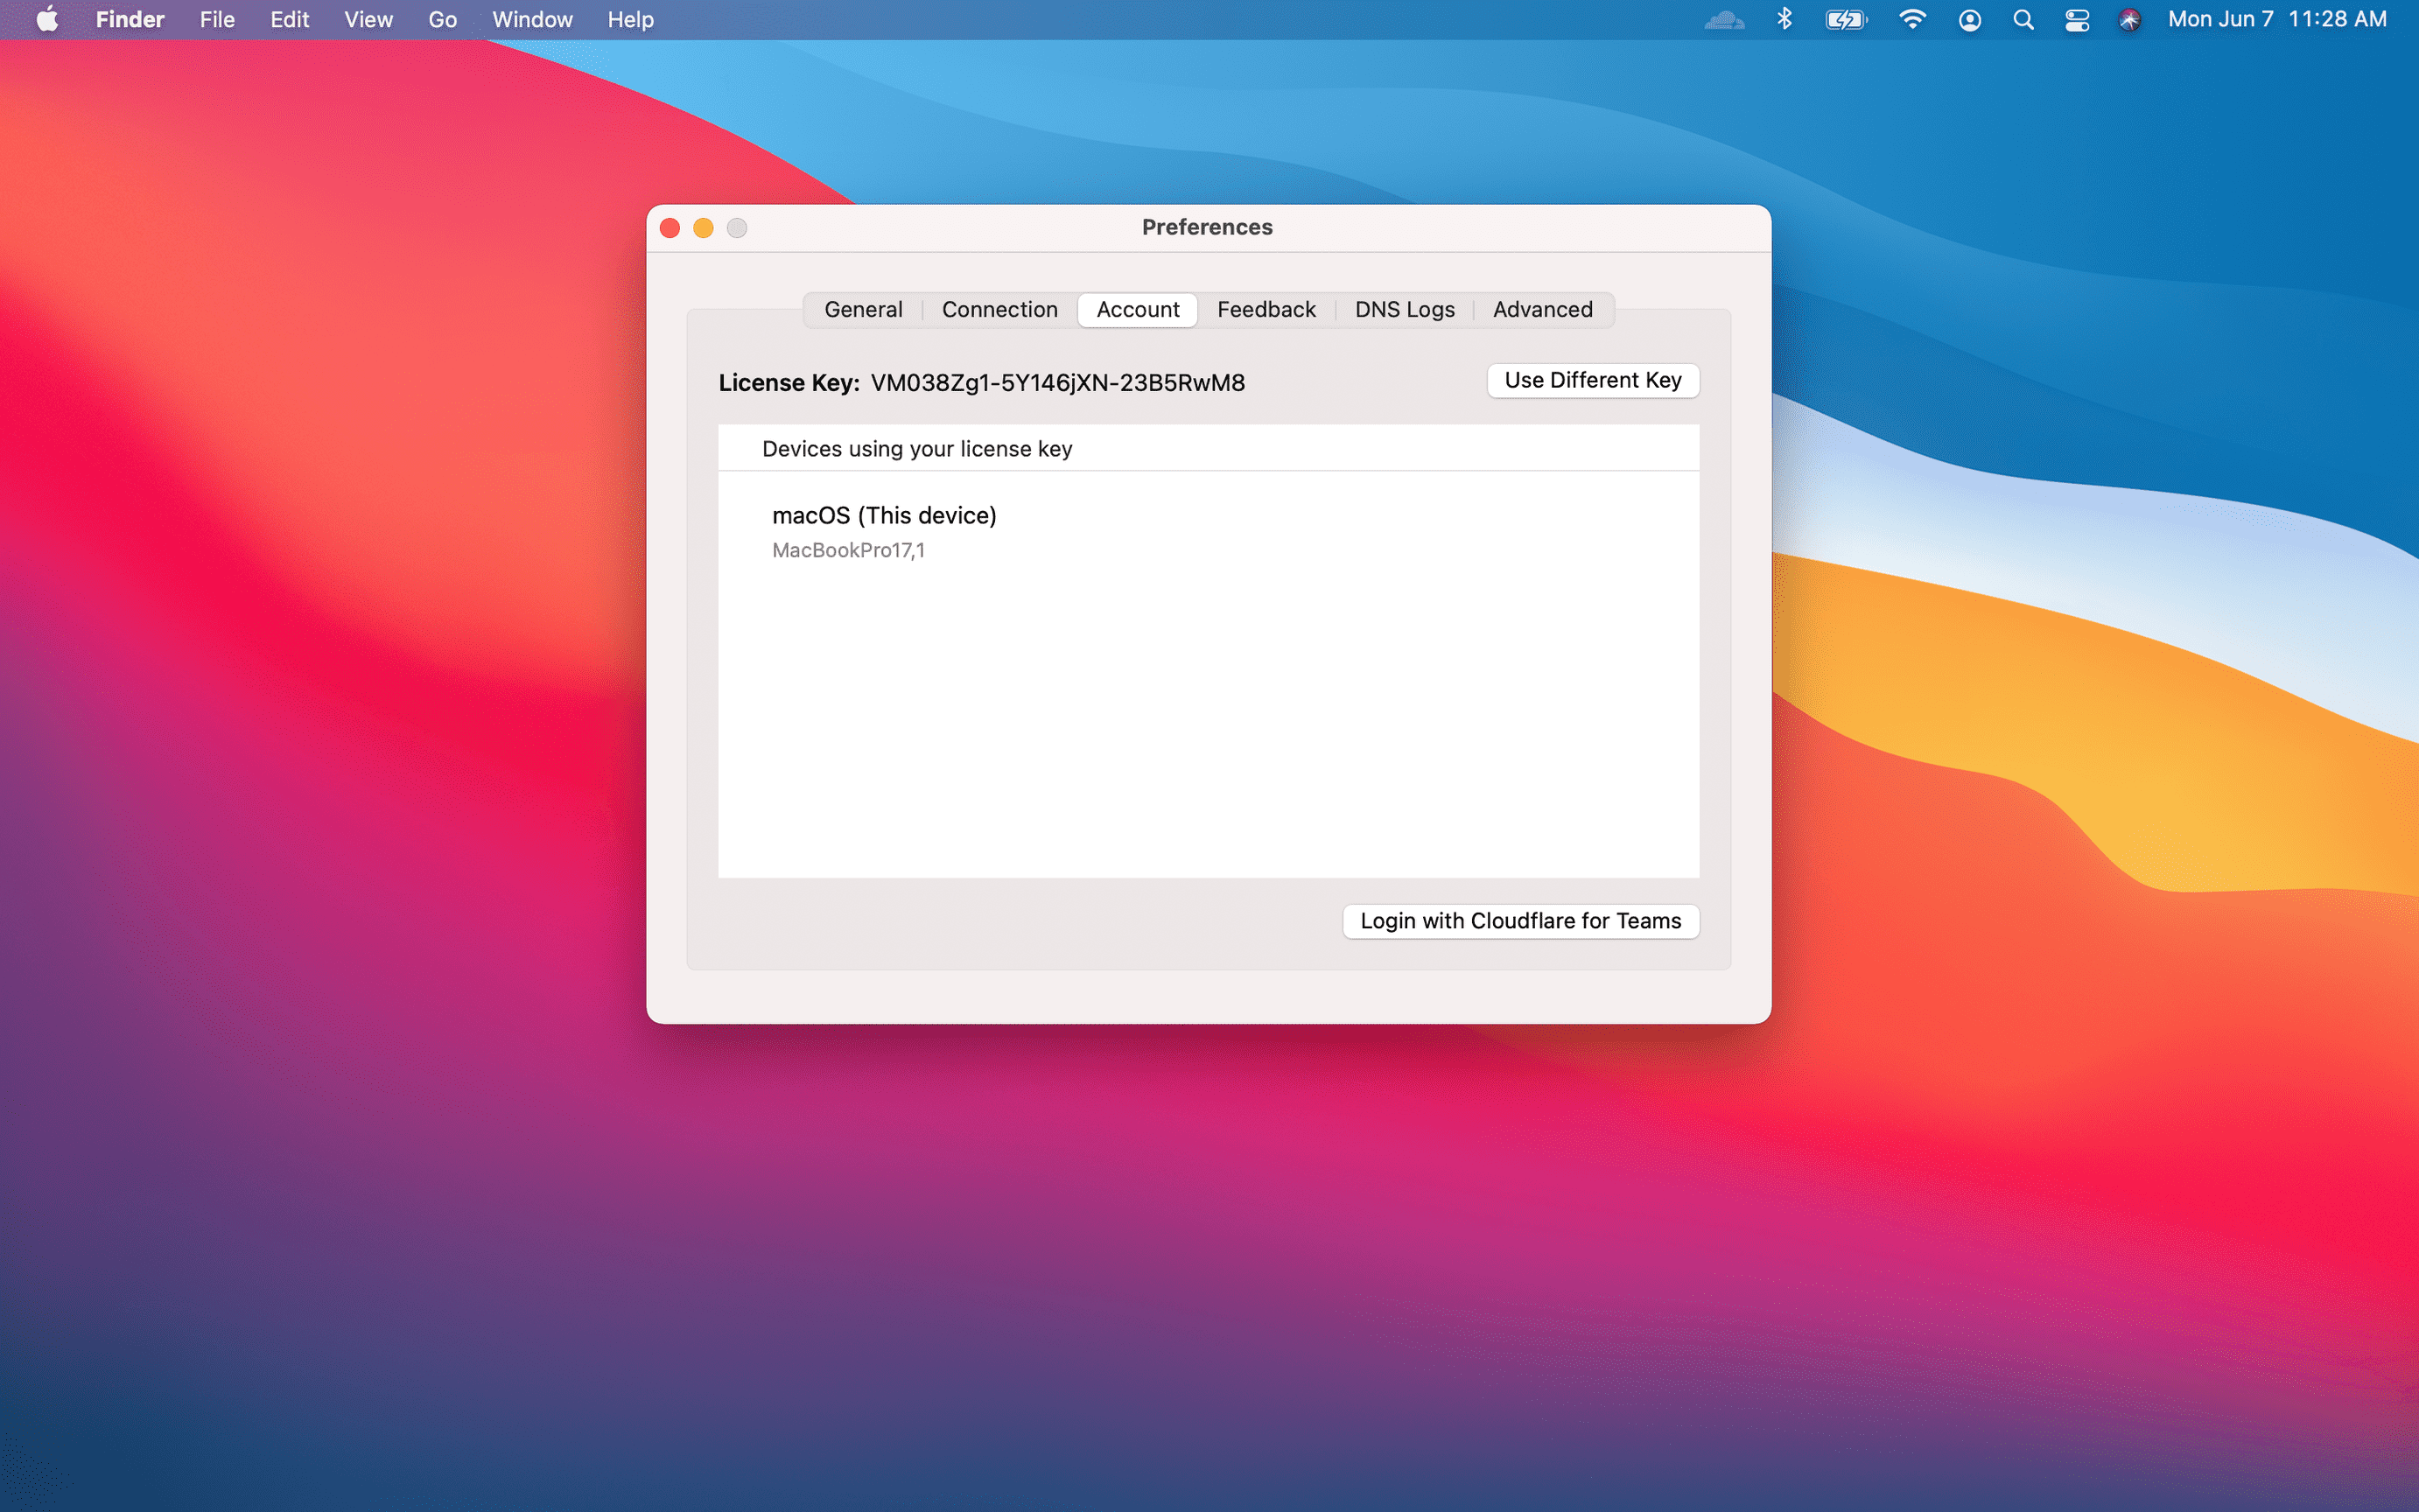 Finder File Edit View Go Window Help Mon Jun 7 11:28 AM
Preferences
General Connection Account Feedback DNS Logs Advanced
License Key: VM038Zg1-5Y146jXN-23B5RwM8 Use Different Key
Devices using your license key
macOS (This device)
MacBookPro17,1
Login with Cloudflare for Teams